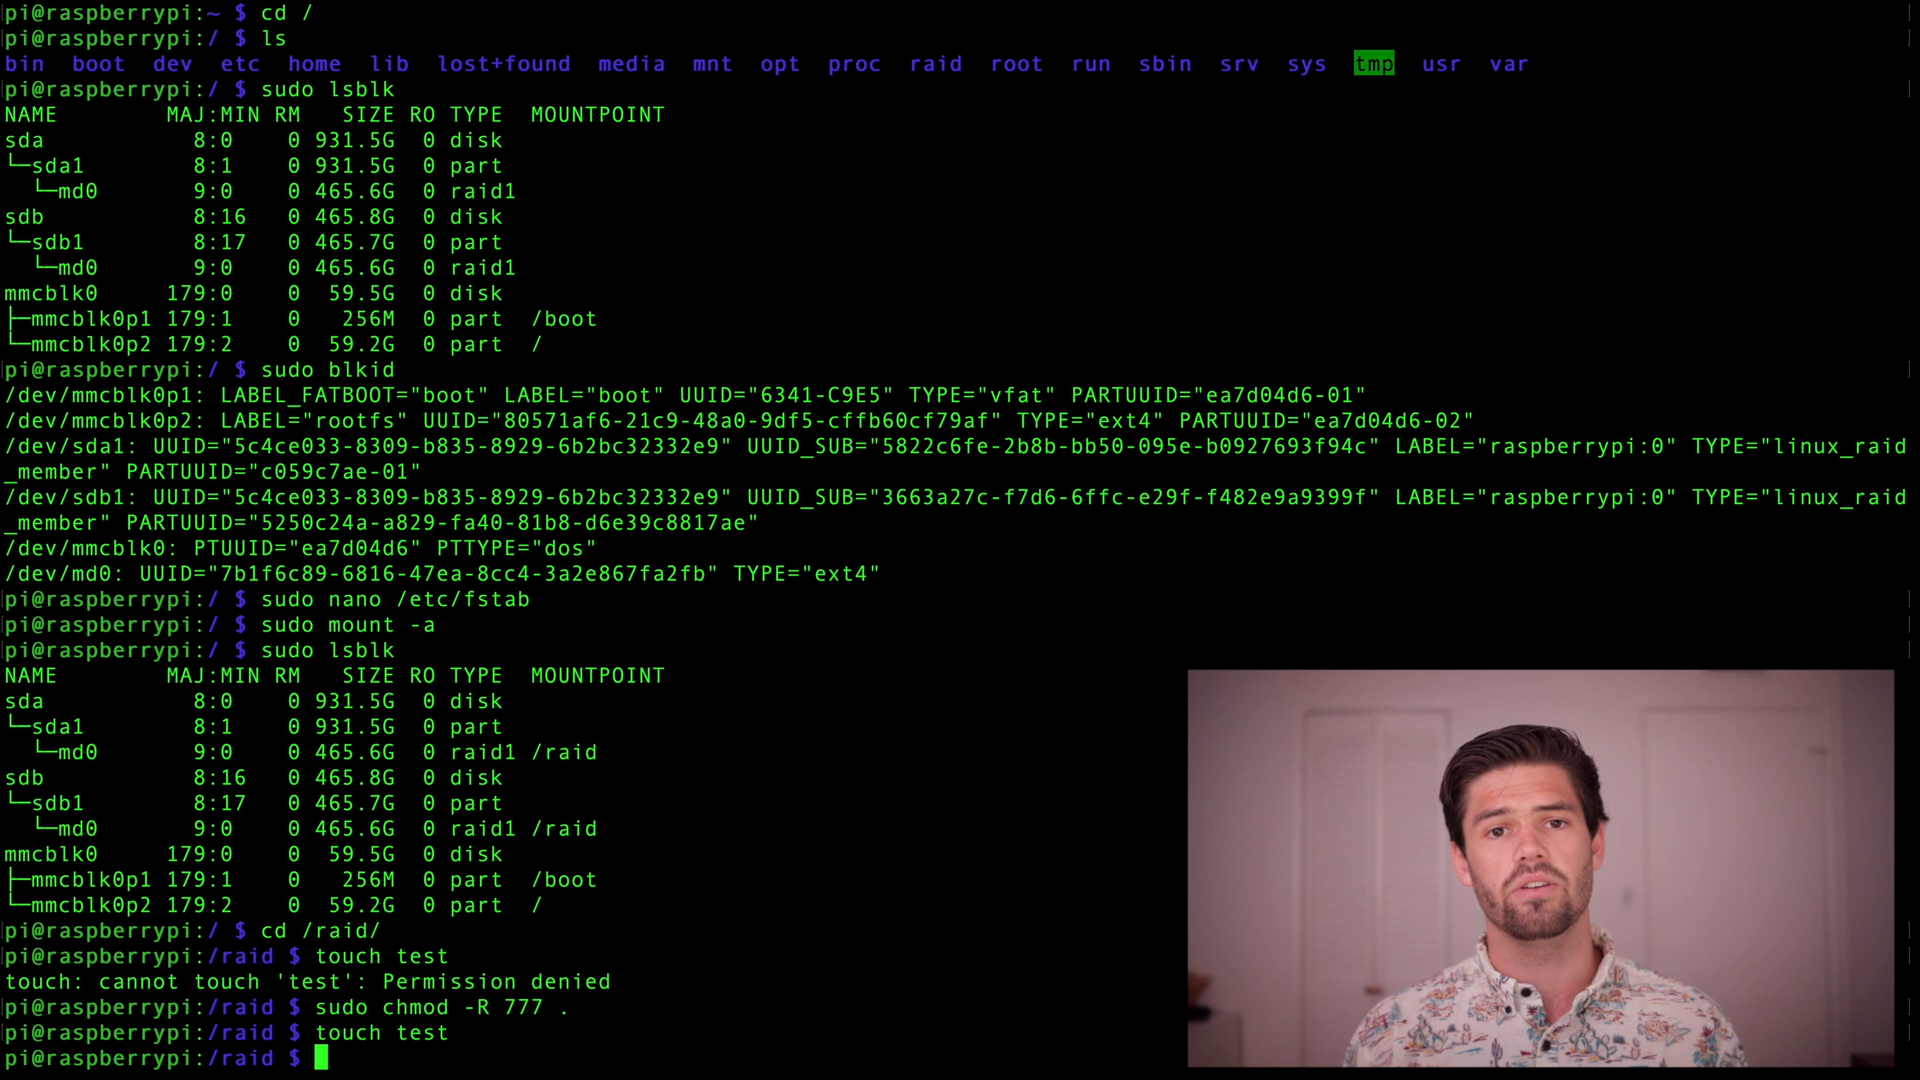 pi@raspberrypi:~ $ cd /
pi@raspberrypi:/ $ ls
bin  boot  dev  etc  home  lib  lost+found  media  mnt  opt  proc  raid  root  run  sbin  srv  sys  tmp  usr  var
pi@raspberrypi:/ $ sudo lsblk
NAME        MAJ:MIN RM   SIZE RO TYPE  MOUNTPOINT
sda           8:0    0 931.5G  0 disk
└─sda1        8:1    0 931.5G  0 part
  └─md0       9:0    0 465.6G  0 raid1
sdb           8:16   0 465.8G  0 disk
└─sdb1        8:17   0 465.7G  0 part
  └─md0       9:0    0 465.6G  0 raid1
mmcblk0     179:0    0  59.5G  0 disk
├─mmcblk0p1 179:1    0   256M  0 part  /boot
└─mmcblk0p2 179:2    0  59.2G  0 part  /
pi@raspberrypi:/ $ sudo blkid
/dev/mmcblk0p1: LABEL_FATBOOT="boot" LABEL="boot" UUID="6341-C9E5" TYPE="vfat" PARTUUID="ea7d04d6-01"
/dev/mmcblk0p2: LABEL="rootfs" UUID="80571af6-21c9-48a0-9df5-cffb60cf79af" TYPE="ext4" PARTUUID="ea7d04d6-02"
/dev/sda1: UUID="5c4ce033-8309-b835-8929-6b2bc32332e9" UUID_SUB="5822c6fe-2b8b-bb50-095e-b0927693f94c" LABEL="raspberrypi:0" TYPE="linux_raid
_member" PARTUUID="c059c7ae-01"
/dev/sdb1: UUID="5c4ce033-8309-b835-8929-6b2bc32332e9" UUID_SUB="3663a27c-f7d6-6ffc-e29f-f482e9a9399f" LABEL="raspberrypi:0" TYPE="linux_raid
_member" PARTUUID="5250c24a-a829-fa40-81b8-d6e39c8817ae"
/dev/mmcblk0: PTUUID="ea7d04d6" PTTYPE="dos"
/dev/md0: UUID="7b1f6c89-6816-47ea-8cc4-3a2e867fa2fb" TYPE="ext4"
pi@raspberrypi:/ $ sudo nano /etc/fstab
pi@raspberrypi:/ $ sudo mount -a
pi@raspberrypi:/ $ sudo lsblk
NAME        MAJ:MIN RM   SIZE RO TYPE  MOUNTPOINT
sda           8:0    0 931.5G  0 disk
└─sda1        8:1    0 931.5G  0 part
  └─md0       9:0    0 465.6G  0 raid1 /raid
sdb           8:16   0 465.8G  0 disk
└─sdb1        8:17   0 465.7G  0 part
  └─md0       9:0    0 465.6G  0 raid1 /raid
mmcblk0     179:0    0  59.5G  0 disk
├─mmcblk0p1 179:1    0   256M  0 part  /boot
└─mmcblk0p2 179:2    0  59.2G  0 part  /
pi@raspberrypi:/ $ cd /raid/
pi@raspberrypi:/raid $ touch test
touch: cannot touch 'test': Permission denied
pi@raspberrypi:/raid $ sudo chmod -R 777 .
pi@raspberrypi:/raid $ touch test
pi@raspberrypi:/raid $